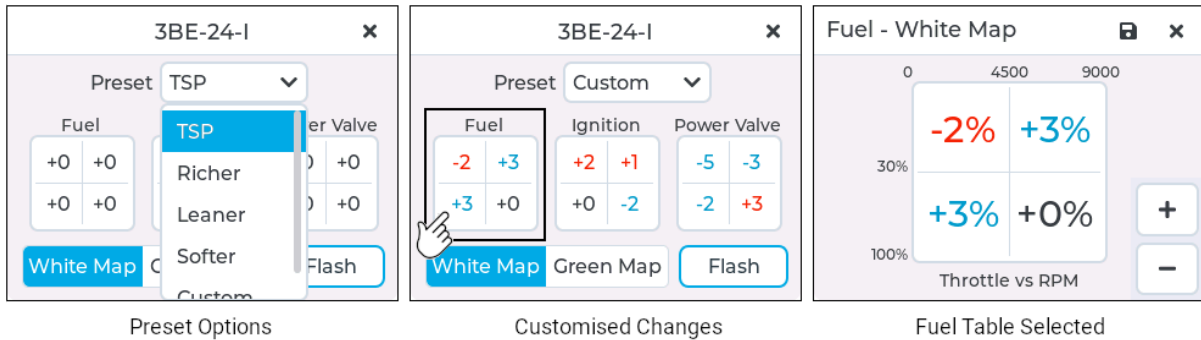 3BE-24-I ×
Preset TSP
Fuel er Valve
TSP
+0 +0 +0
Richer
+0 +0 +0
Leaner
Softer
White Map Flash
Custom
Preset Options
3BE-24-I ×
Preset Custom
Fuel Ignition Power Valve
-2 +3 +2 +1 -5 -3
+3 +0 +0 -2 -2 +3
White Map Green Map Flash
Customised Changes
Fuel - White Map ×
0 4500 9000
-2% +3%
30%
+3% +0% +
100%
Throttle vs RPM −
Fuel Table Selected